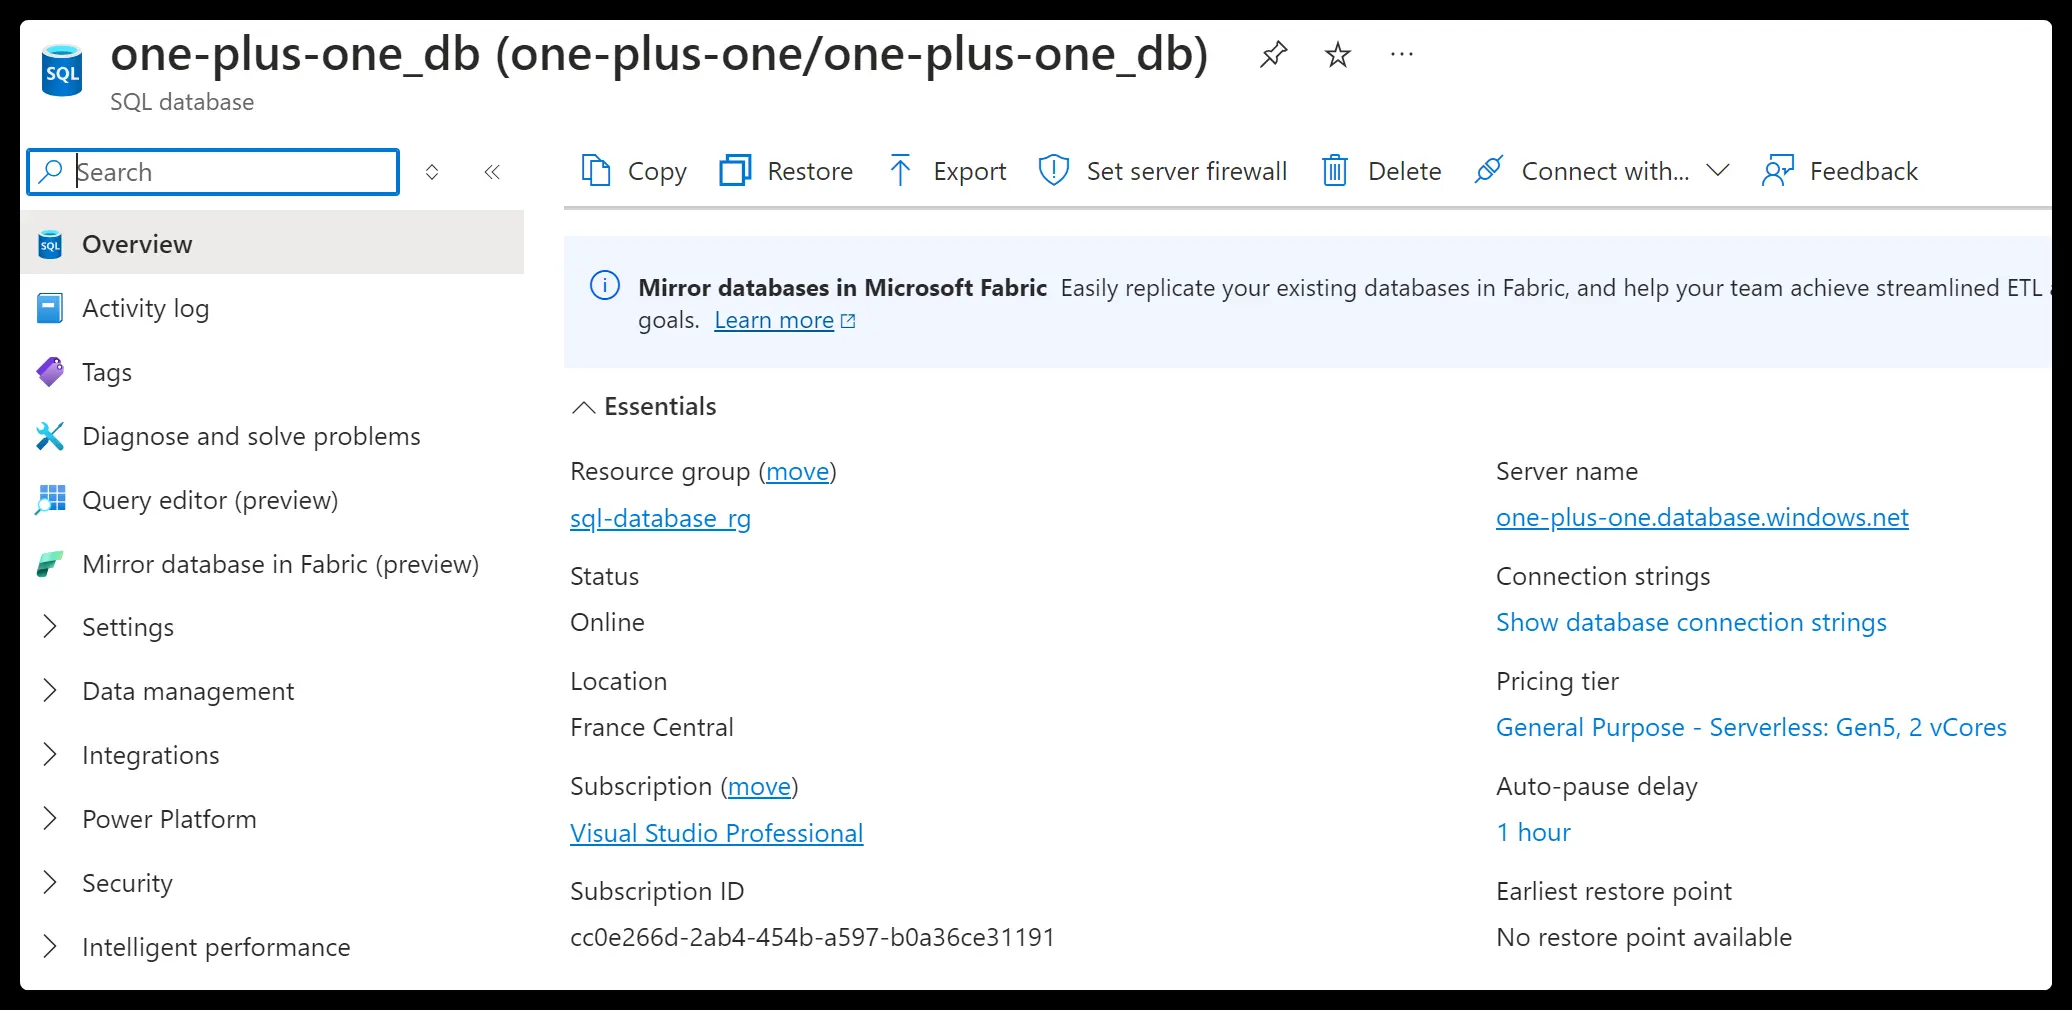 one-plus-one_db (one-plus-one/one-plus-one_db)
SQL
SQL database
Search
Copy Restore Export Set server firewall Delete Connect with... Feedback
SQL
Overview
Activity log
Tags
Diagnose and solve problems
Query editor (preview)
Mirror database in Fabric (preview)
Settings
Data management
Integrations
Power Platform
Security
Intelligent performance
Mirror databases in Microsoft Fabric Easily replicate your existing databases in Fabric, and help your team achieve streamlined ETL
goals. Learn more
Essentials
Resource group (move)
sql-database_rg
Status
Online
Location
France Central
Subscription (move)
Visual Studio Professional
Subscription ID
cc0e266d-2ab4-454b-a597-b0a36ce31191
Server name
one-plus-one.database.windows.net
Connection strings
Show database connection strings
Pricing tier
General Purpose - Serverless: Gen5, 2 vCores
Auto-pause delay
1 hour
Earliest restore point
No restore point available